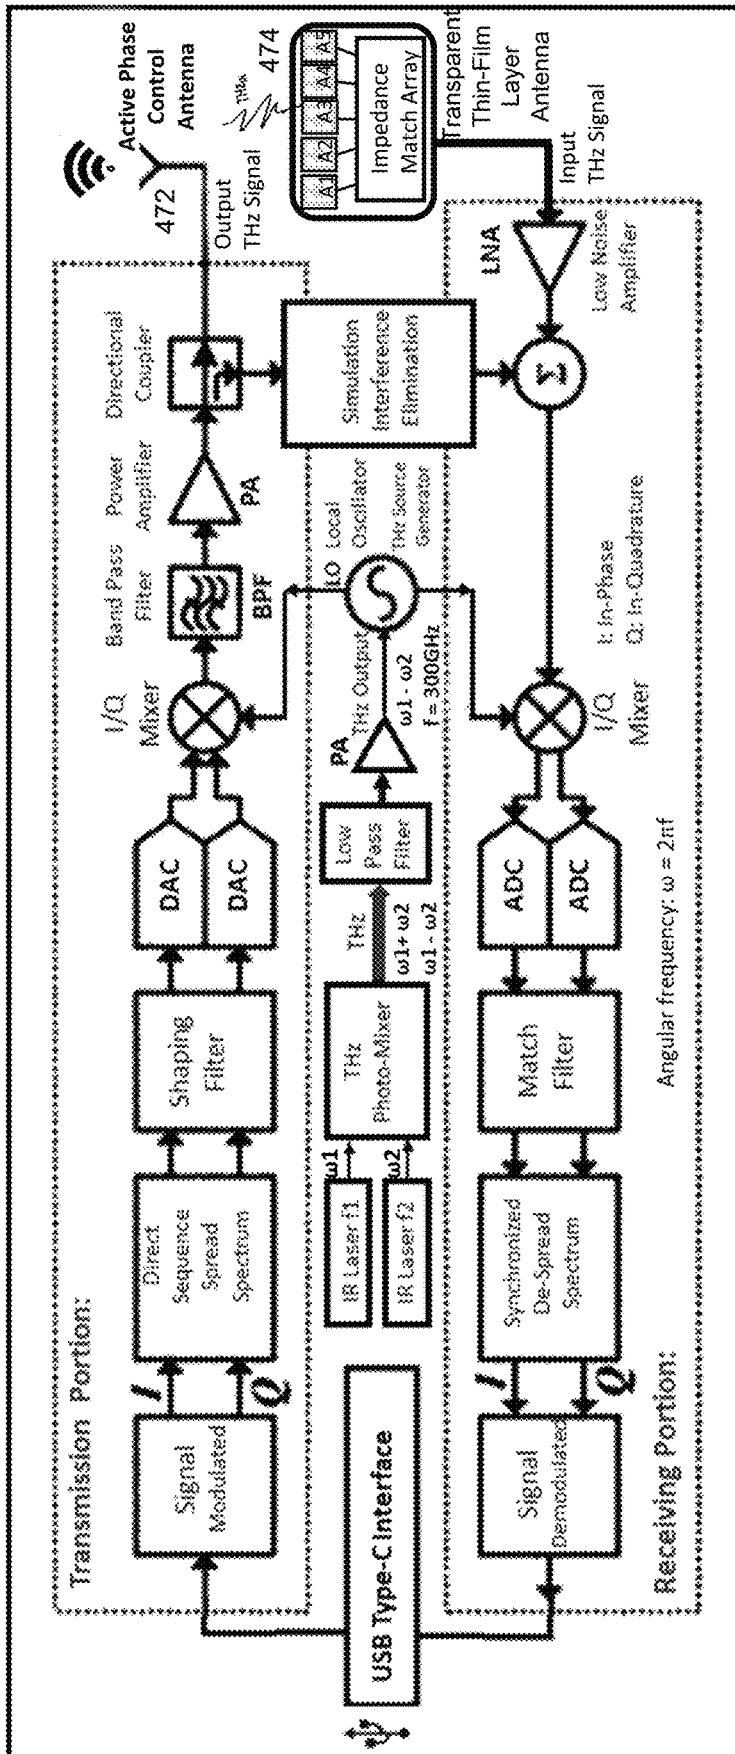 Transmission Portion:
Signal
Modulated
I
Q
Direct
Sequence
Spread
Spectrum
Shaping
Filter
DAC
DAC
I/Q
Mixer
Band Pass
Filter
BPF
Power
Amplifier
PA
Directional
Coupler
Output
THz Signal
472
Active Phase
Control
Antenna
USB Type-C Interface
IR Laser f1
IR Laser f2
ω1
ω2
THz
Photo-Mixer
THz
ω1+ ω2
ω1 - ω2
Low
Pass
Filter
PA
THz Output
ω1 - ω2
f = 300GHz
LO
Local
Oscillator
THz Source
Generator
Simulation
Interference
Elimination
474
A1
A2
A3
A4
A5
Impedance
Match Array
Transparent
Thin-Film
Layer
Antenna
Input
THz Signal
LNA
Low Noise
Amplifier
Σ
I: In-Phase
Q: In-Quadrature
I/Q
Mixer
ADC
ADC
Match
Filter
Synchronized
De-Spread
Spectrum
I
Q
Signal
Demodulated
Receiving Portion:
Angular frequency: ω = 2πf